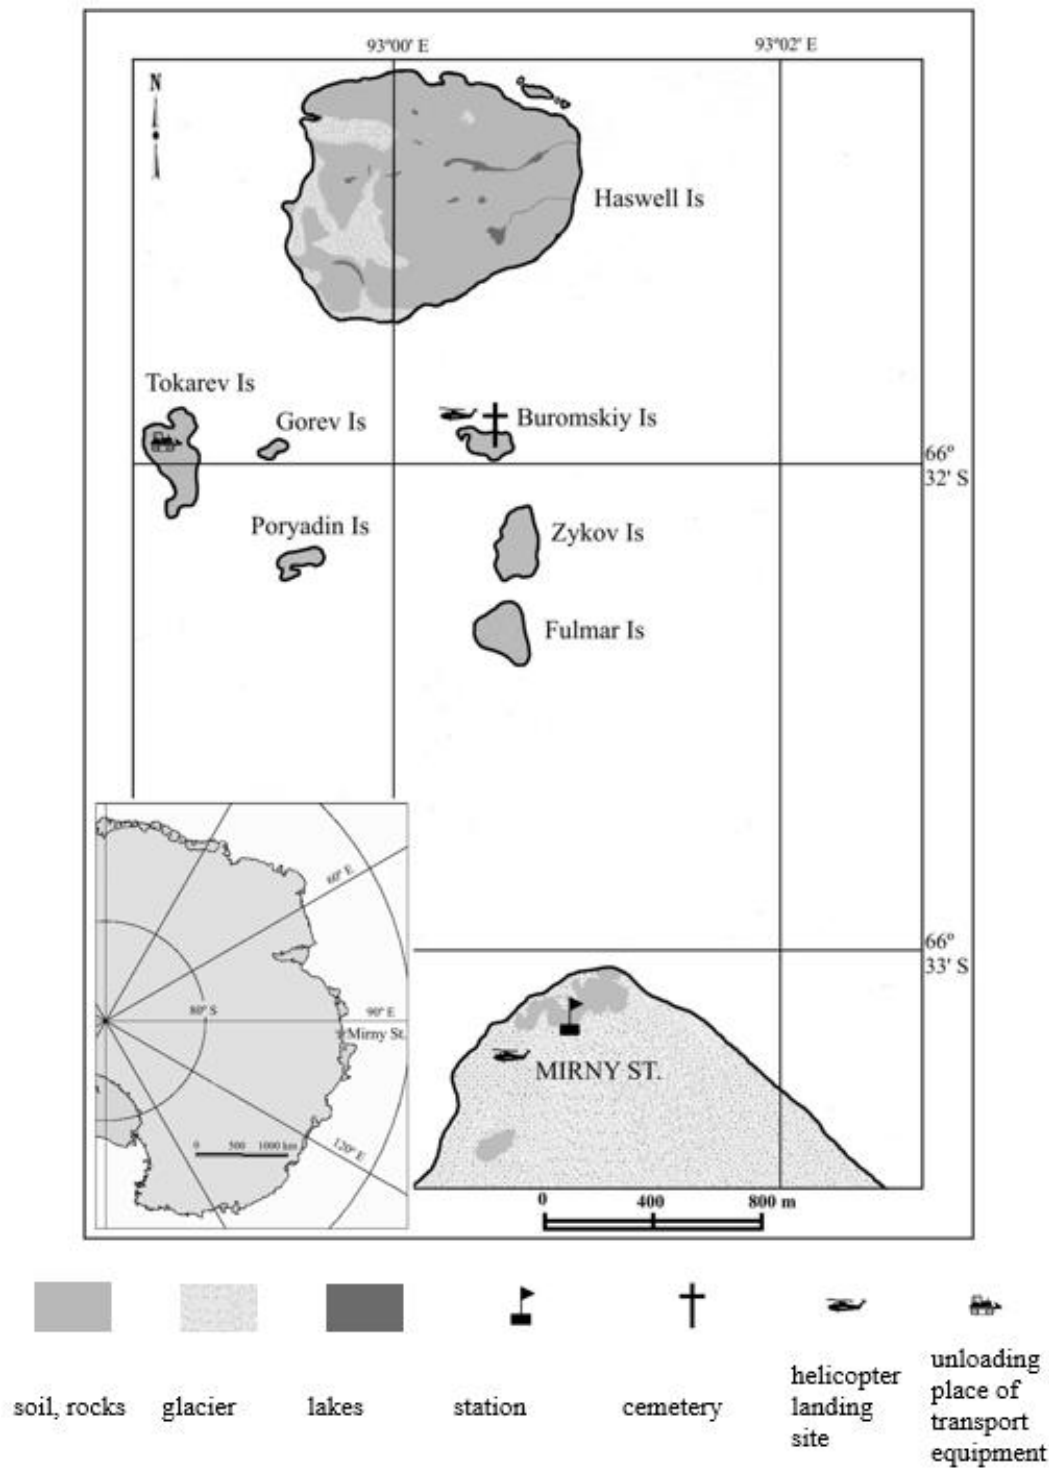 93°00' E
93°02' E
N
Haswell Is
Tokarev Is
Gorev Is
Buromskiy Is
66°
32' S
Poryadin Is
Zykov Is
Fulmar Is
66°
33' S
60° E
80° S
90° E
Mirny St.
120° E
0 500 1000 km
MIRNY ST.
0 400 800 m
soil, rocks
glacier
lakes
station
cemetery
helicopter
landing
site
unloading
place of
transport
equipment